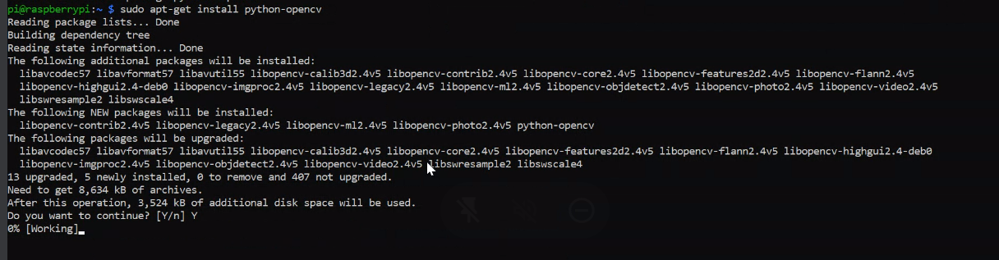 pi@raspberrypi:~ $ sudo apt-get install python-opencv
Reading package lists... Done
Building dependency tree
Reading state information... Done
The following additional packages will be installed:
libavcodec57 libavformat57 libavutil55 libopencv-calib3d2.4v5 libopencv-contrib2.4v5 libopencv-core2.4v5 libopencv-features2d2.4v5 libopencv-flann2.4v5
libopencv-highgui2.4-deb0 libopencv-imgproc2.4v5 libopencv-legacy2.4v5 libopencv-ml2.4v5 libopencv-objdetect2.4v5 libopencv-photo2.4v5 libopencv-video2.4v5
libswresample2 libswscale4
The following NEW packages will be installed:
libopencv-contrib2.4v5 libopencv-legacy2.4v5 libopencv-ml2.4v5 libopencv-photo2.4v5 python-opencv
The following packages will be upgraded:
libavcodec57 libavformat57 libavutil55 libopencv-calib3d2.4v5 libopencv-core2.4v5 libopencv-features2d2.4v5 libopencv-flann2.4v5 libopencv-highgui2.4-deb0
libopencv-imgproc2.4v5 libopencv-objdetect2.4v5 libopencv-video2.4v5 libswresample2 libswscale4
13 upgraded, 5 newly installed, 0 to remove and 407 not upgraded.
Need to get 8,634 kB of archives.
After this operation, 3,524 kB of additional disk space will be used.
Do you want to continue? [Y/n] Y
0% [Working]